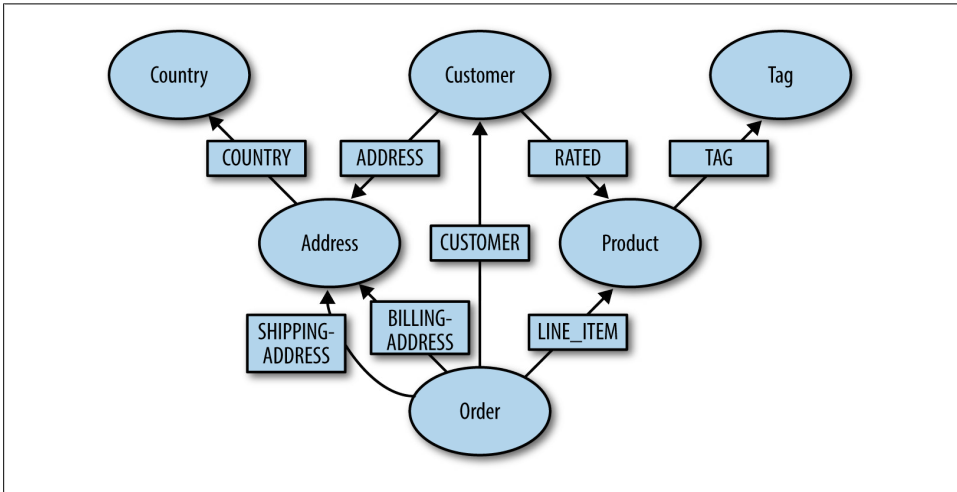 Country
Customer
Tag
COUNTRY
ADDRESS
RATED
TAG
Address
CUSTOMER
Product
SHIPPING-
ADDRESS
BILLING-
ADDRESS
LINE_ITEM
Order